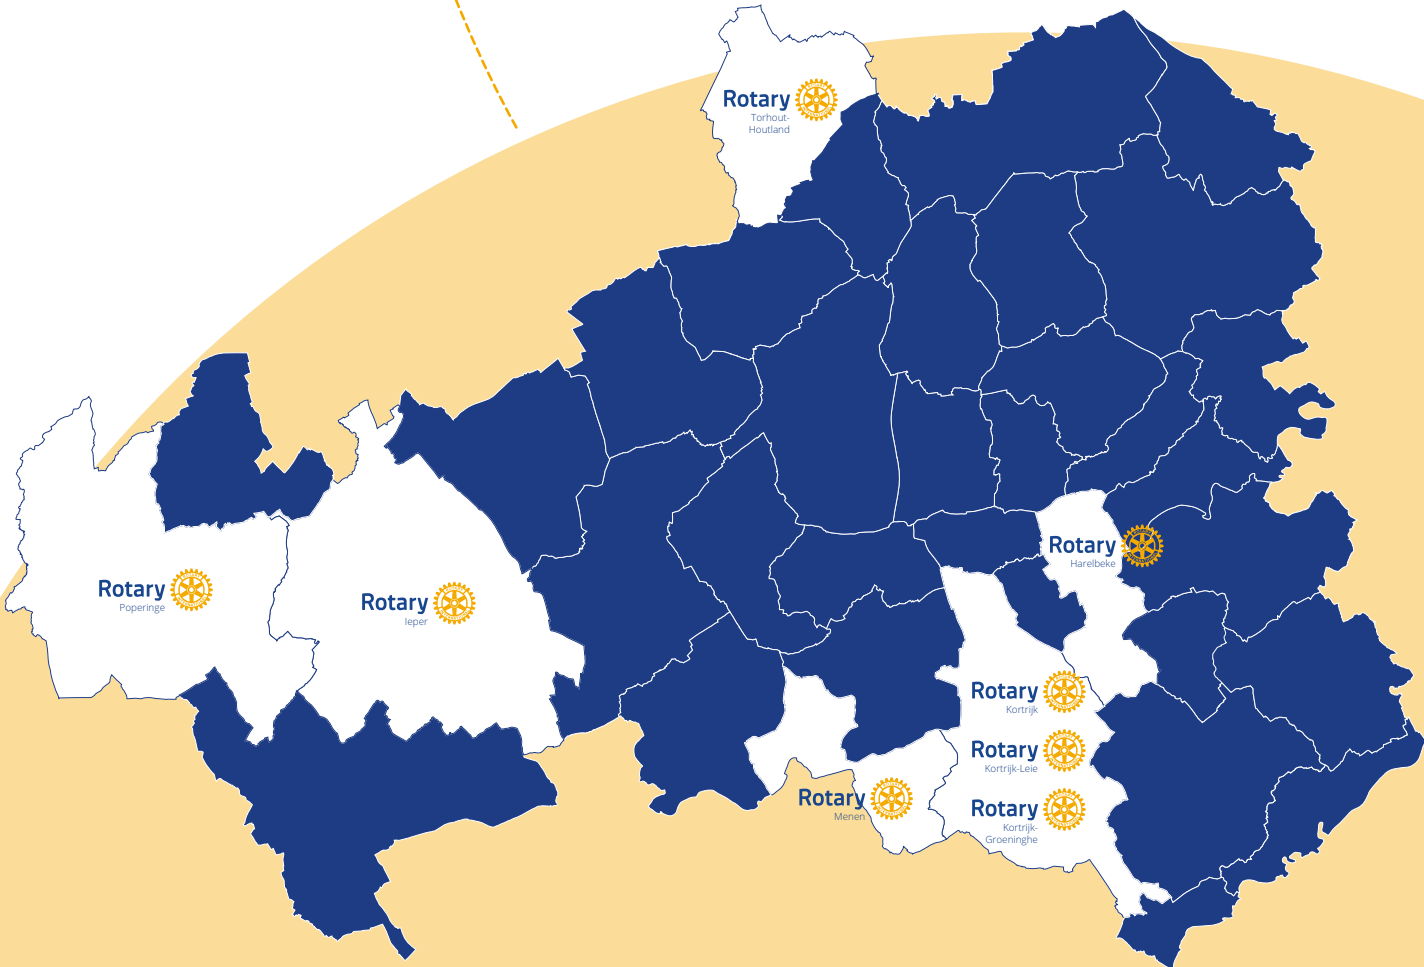 Rotary
Torhout-
Houtland
Rotary
Harelbeke
Rotary
Poperinge
Rotary
Ieper
Rotary
Kortrijk
Rotary
Kortrijk-Leie
Rotary
Menen
Rotary
Kortrijk-
Groeninghe